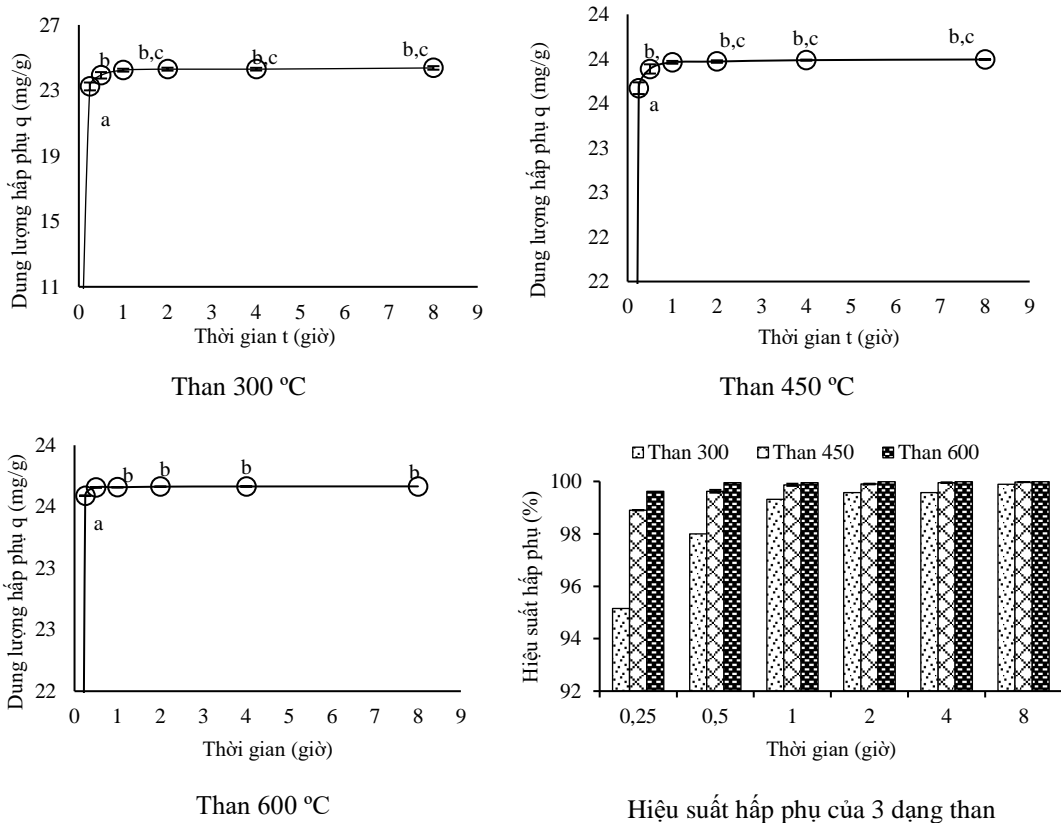 Dung lượng hấp phụ q (mg/g)
27
23
19
15
11
b
b,c
b,c
b,c
a
0 1 2 3 4 5 6 7 8 9
Thời gian t (giờ)
Than 300 ºC
Dung lượng hấp phụ q (mg/g)
24
24
24
23
23
22
22
b,
b,c
b,c
b,c
a
0 1 2 3 4 5 6 7 8 9
Thời gian t (giờ)
Than 450 ºC
Dung lượng hấp phụ q (mg/g)
24
24
23
23
22
b
b
b
b
a
0 1 2 3 4 5 6 7 8 9
Thời gian (giờ)
Than 600 ºC
Than 300 Than 450 Than 600
Hiệu suất hấp phụ (%)
100
98
96
94
92
0,25 0,5 1 2 4 8
Thời gian (giờ)
Hiệu suất hấp phụ của 3 dạng than